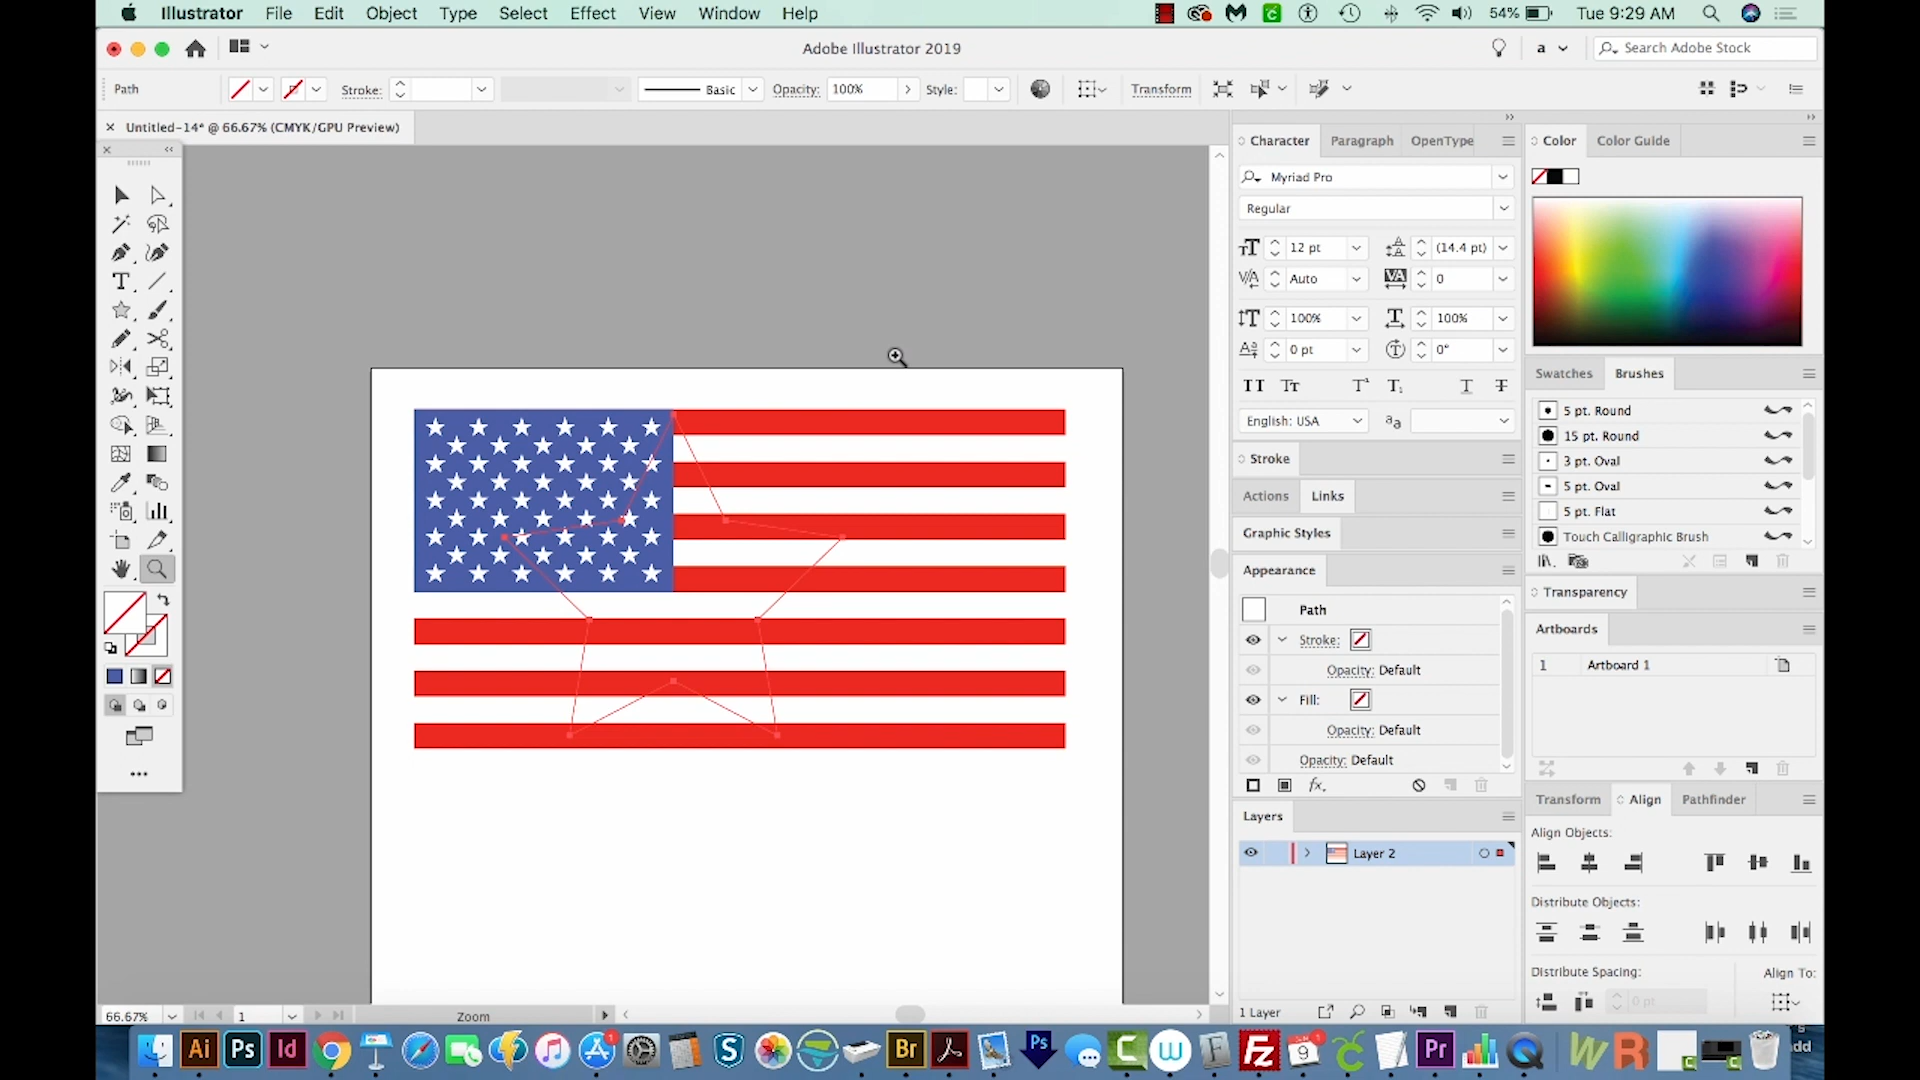 Illustrator File Edit Object Type Select Effect View Window Help 54% Tue 9:29 AM
Adobe Illustrator 2019 a Search Adobe Stock
Path Stroke: Basic Opacity: 100% Style: Transform
× Untitled-14* @ 66.67% (CMYK/GPU Preview)
Character Paragraph OpenType
Myriad Pro
Regular
12 pt (14.4 pt)
Auto 0
100% 100%
0 pt 0°
English: USA
Stroke
Actions Links
Graphic Styles
Appearance
Path
Stroke:
Opacity: Default
Fill:
Opacity: Default
Opacity: Default
fx
Layers
Layer 2
1 Layer
Color Color Guide
Swatches Brushes
5 pt. Round
15 pt. Round
3 pt. Oval
5 pt. Oval
5 pt. Flat
Touch Calligraphic Brush
Transparency
Artboards
1 Artboard 1
Transform Align Pathfinder
Align Objects:
Distribute Objects:
Distribute Spacing: Align To:
0 pt
66.67% 1 Zoom
Ai Ps Id S Br Ps C W F Fz 9 Pr W R